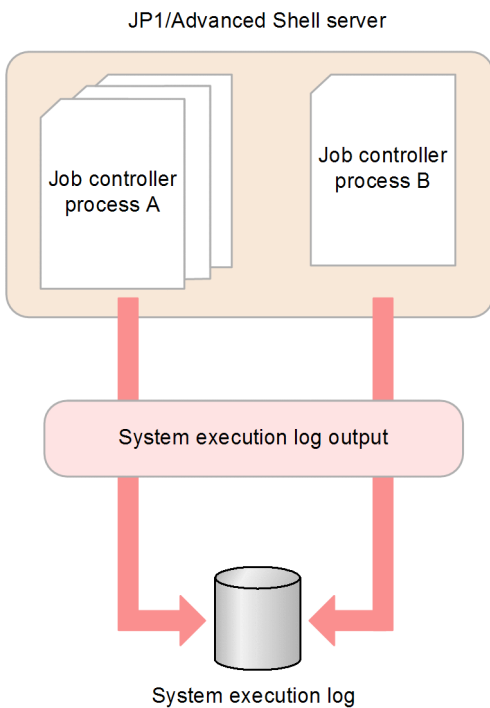 JP1/Advanced Shell server
Job controller
process A
Job controller
process B
System execution log output
System execution log